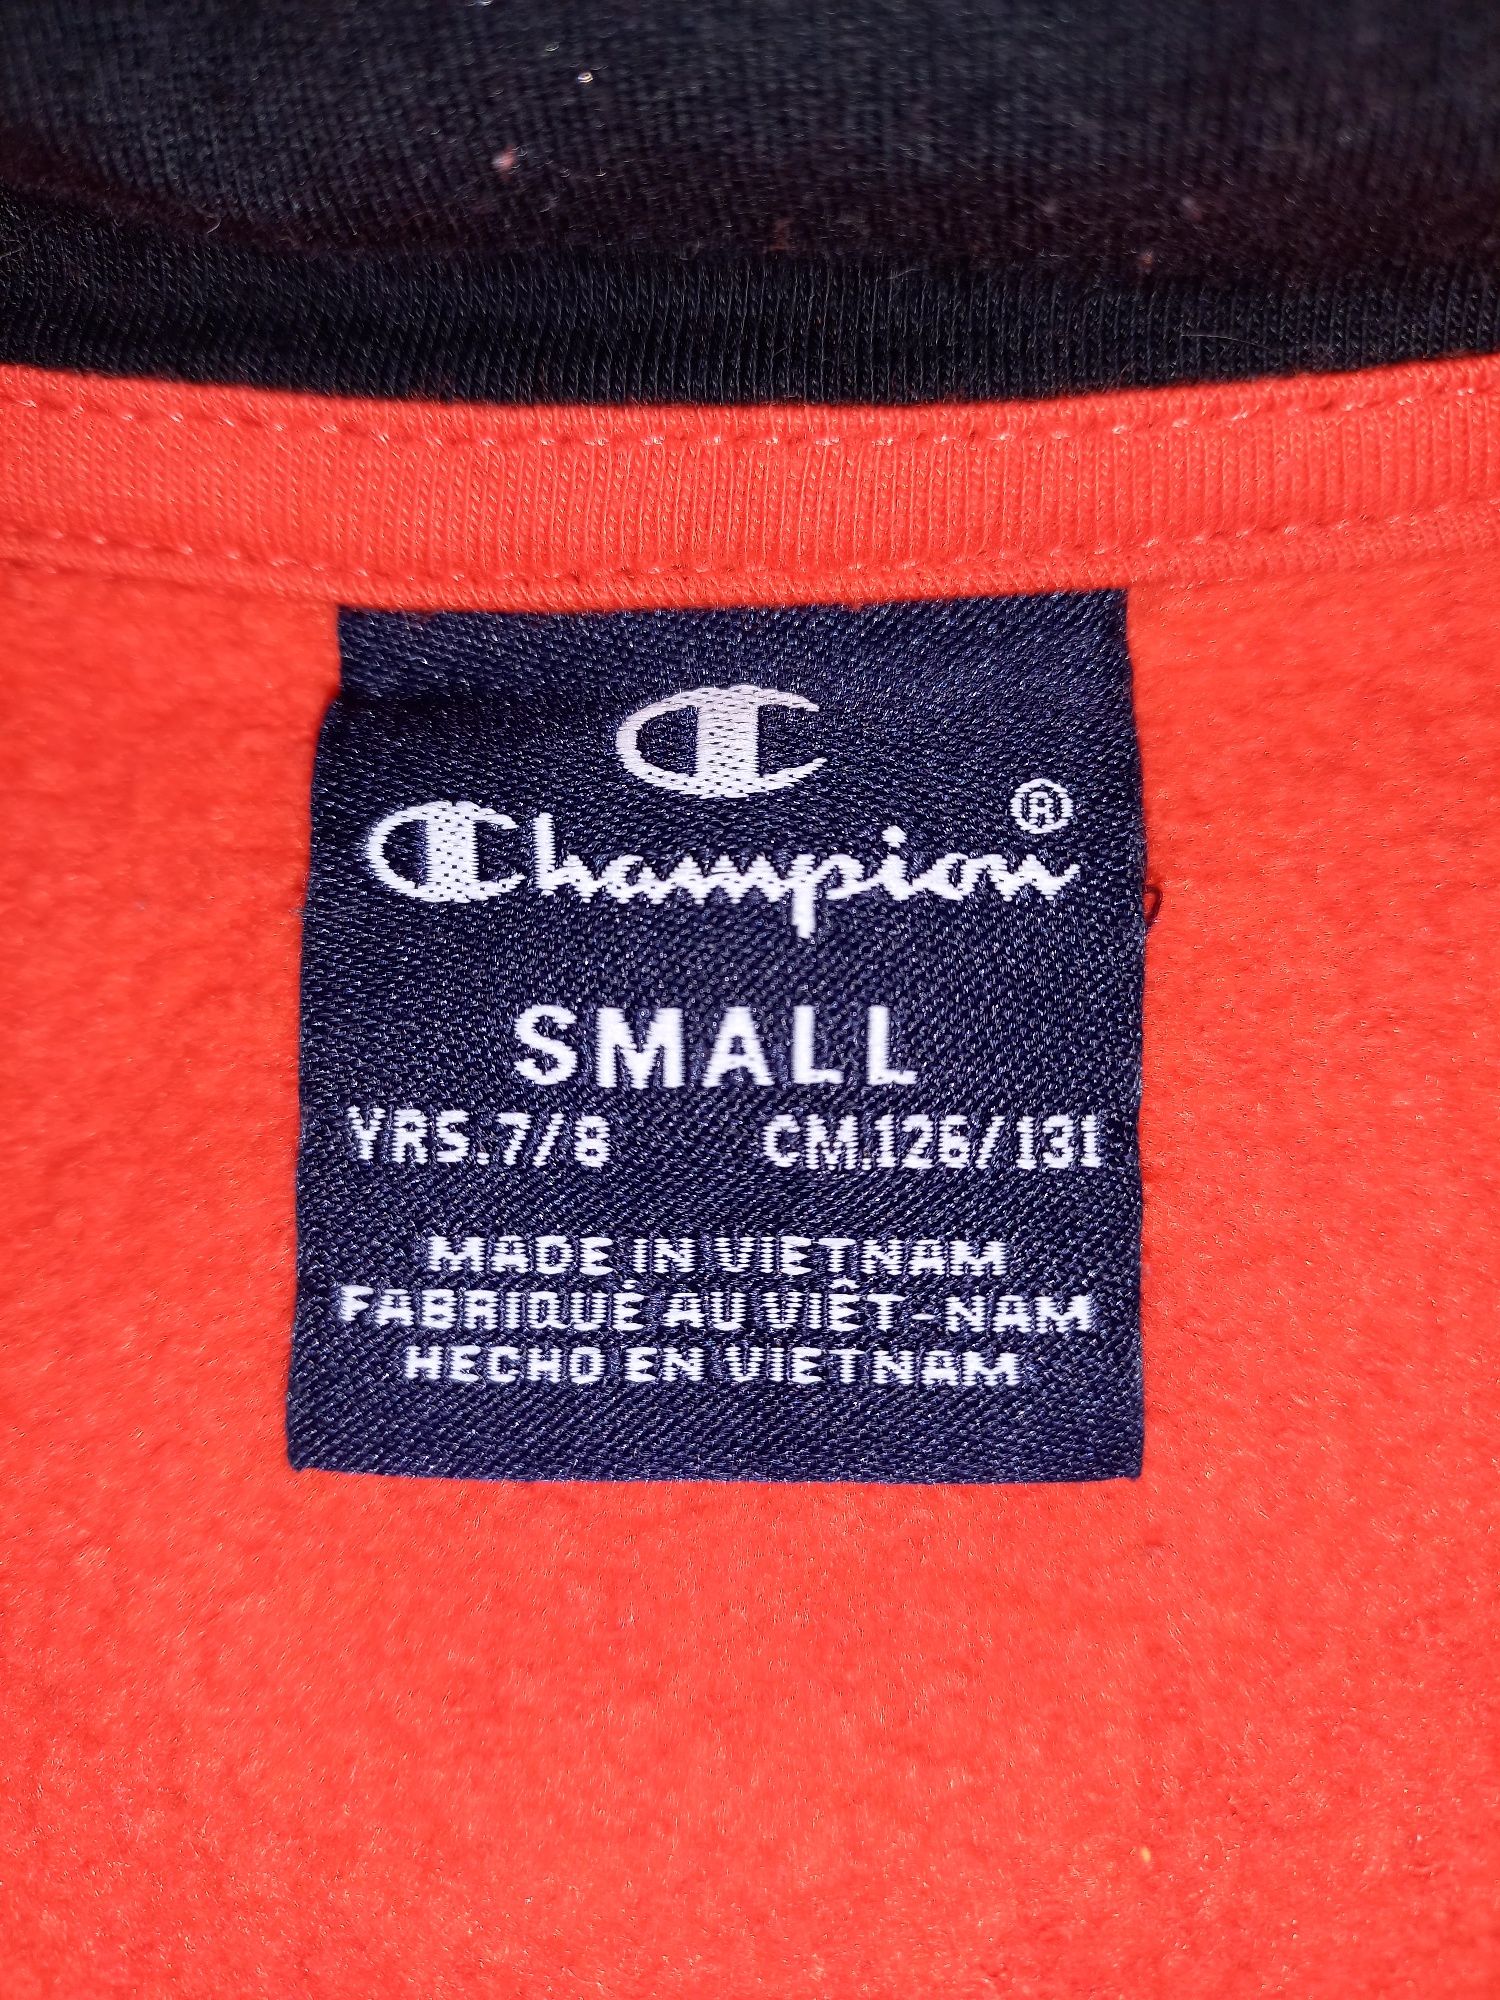 Champion®
SMALL
YRS.7/8 CM.126/131
MADE IN VIETNAM
FABRIQUÉ AU VIÊT-NAM
HECHO EN VIETNAM